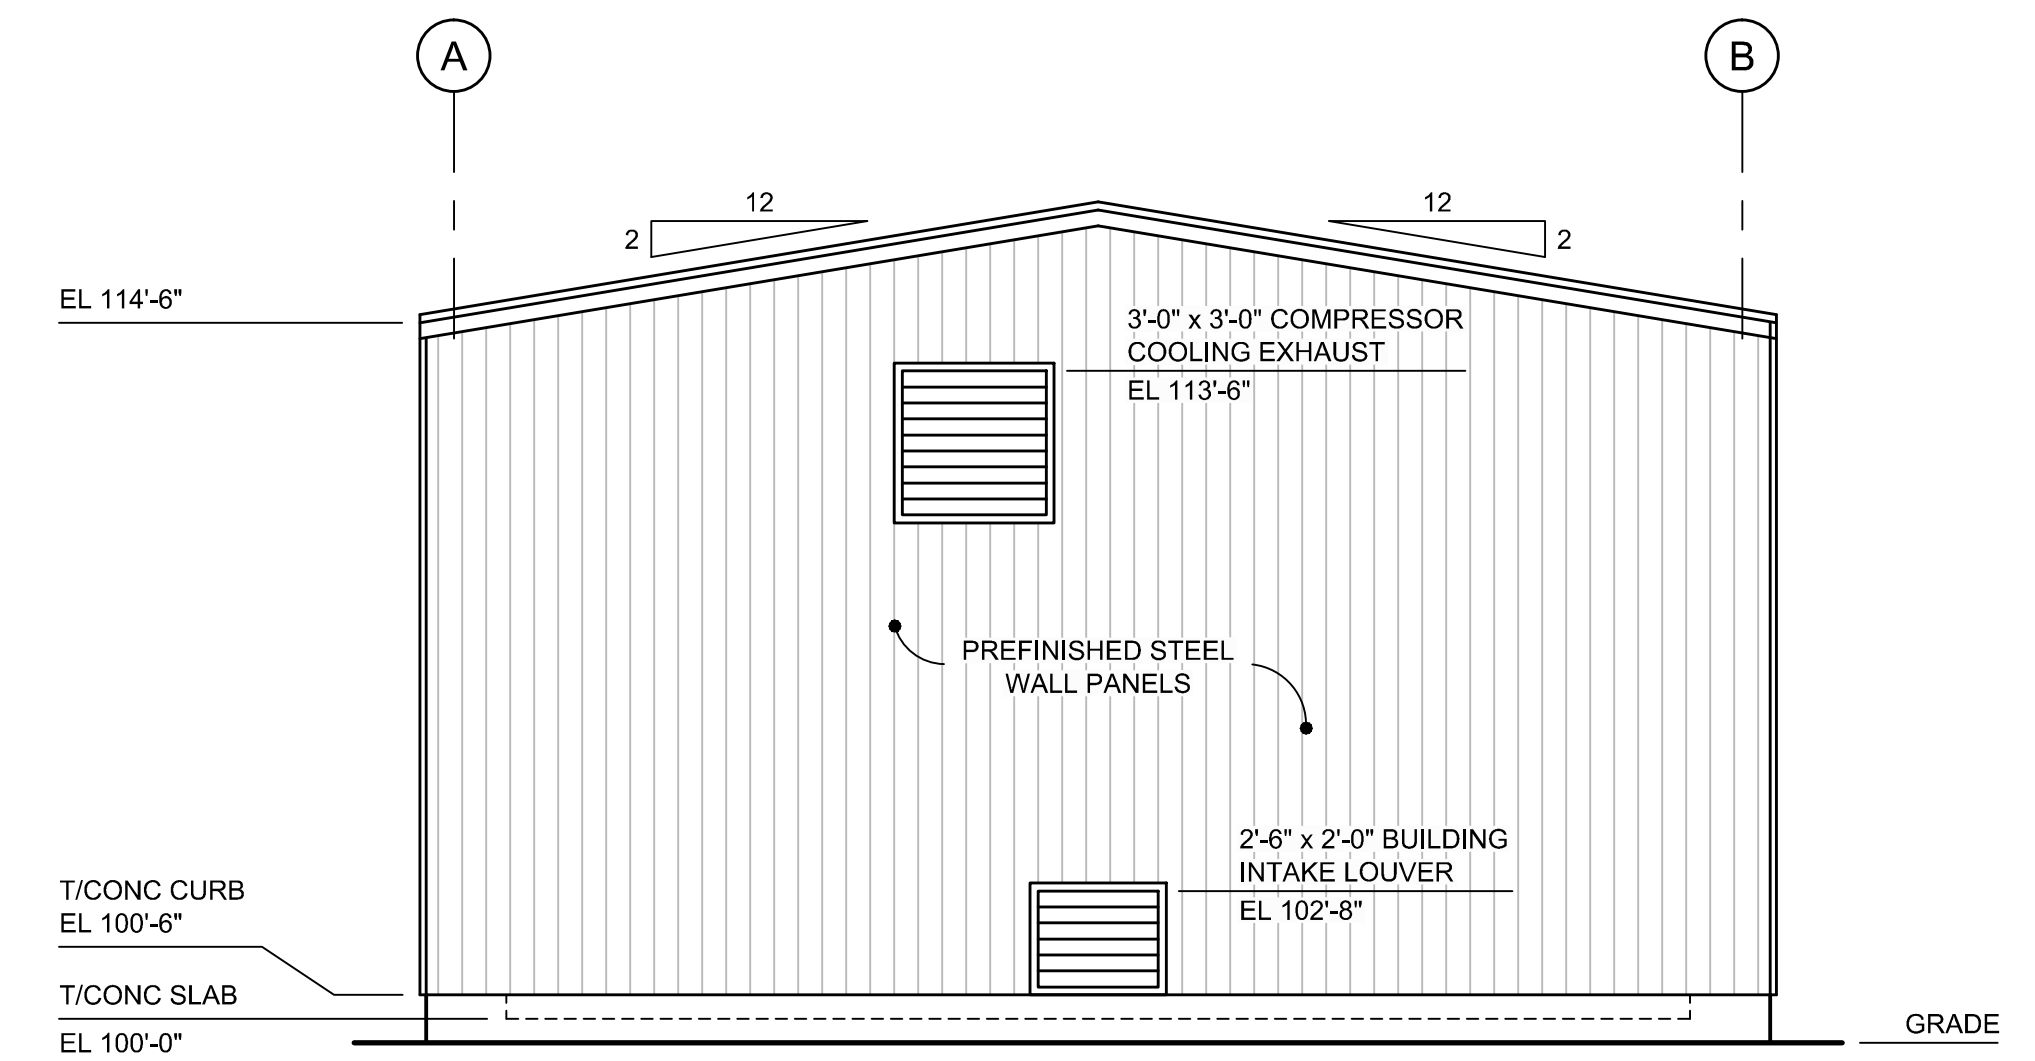 A
B
12
2
12
2
EL 114'-6"
3'-0" x 3'-0" COMPRESSOR
COOLING EXHAUST
EL 113'-6"
PREFINISHED STEEL
WALL PANELS
2'-6" x 2'-0" BUILDING
INTAKE LOUVER
EL 102'-8"
T/CONC CURB
EL 100'-6"
T/CONC SLAB
EL 100'-0"
GRADE